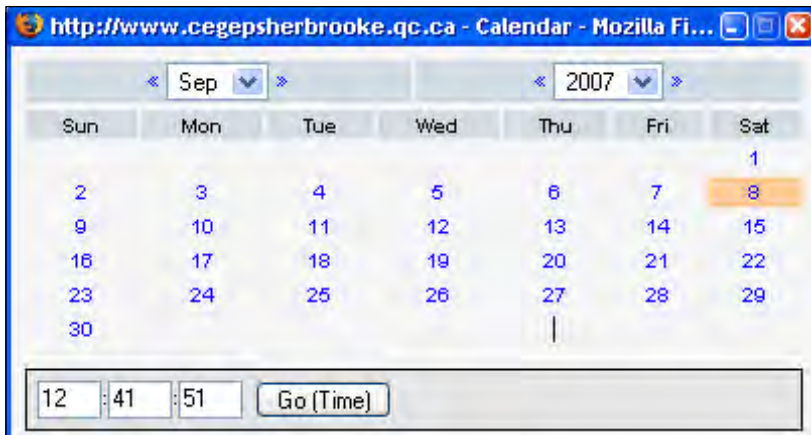 http://www.cegepsherbrooke.qc.ca - Calendar - Mozilla Fi...
« Sep » « 2007 »
Sun Mon Tue Wed Thu Fri Sat
1
2 3 4 5 6 7 8
9 10 11 12 13 14 15
16 17 18 19 20 21 22
23 24 25 26 27 28 29
30
12 : 41 : 51 Go (Time)